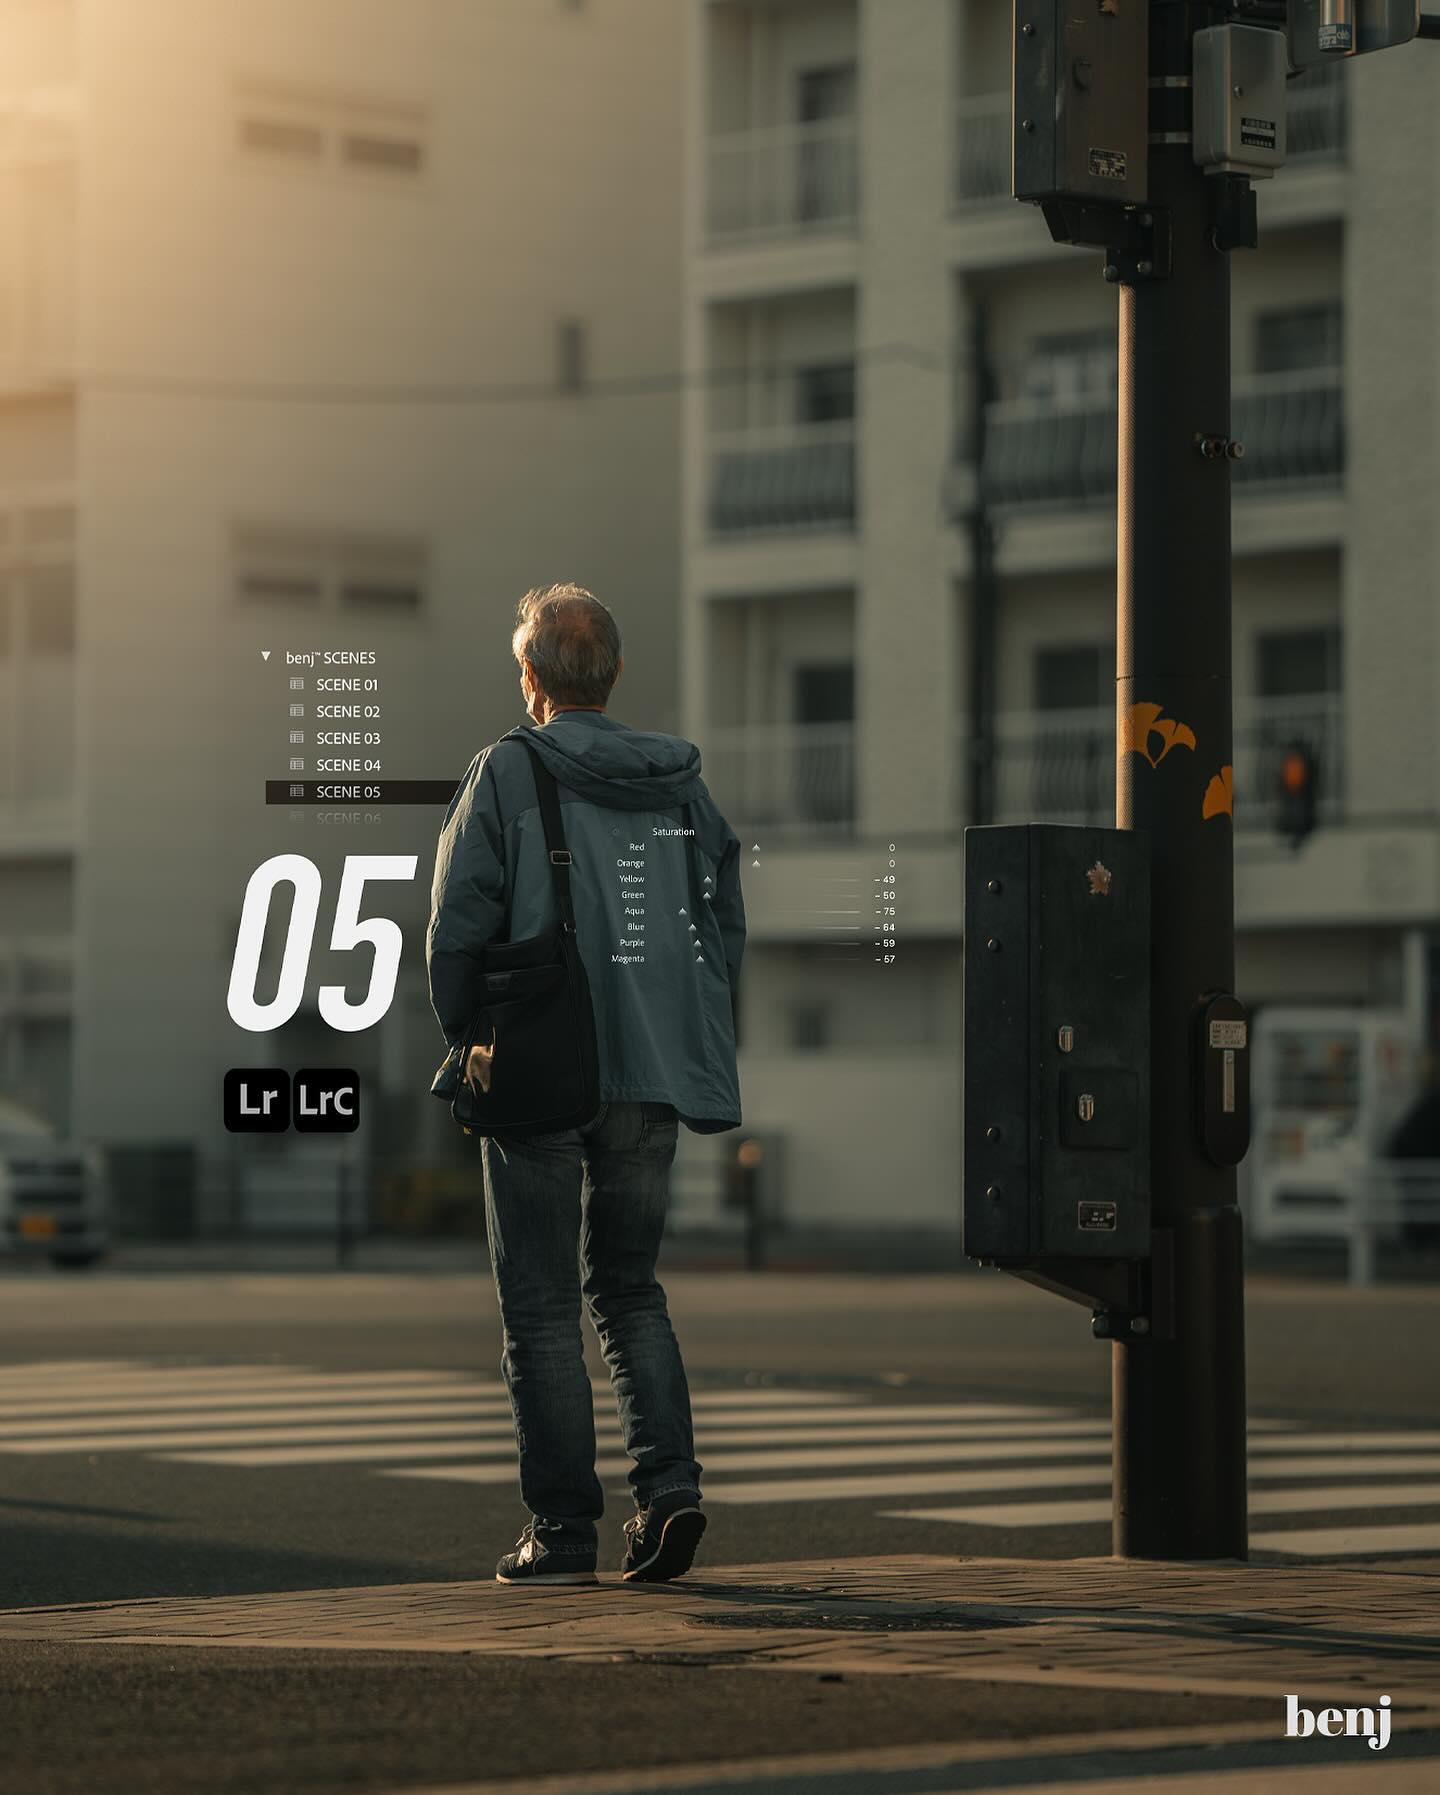 benj™ SCENES
SCENE 01
SCENE 02
SCENE 03
SCENE 04
SCENE 05
SCENE 06
05
Lr LrC
Saturation
Red 0
Orange 0
Yellow - 49
Green - 50
Aqua - 75
Blue - 64
Purple - 59
Magenta - 57
benj